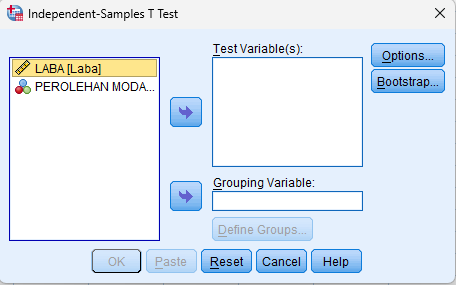 Independent-Samples T Test
Test Variable(s):
LABA [Laba]
PEROLEHAN MODA...
Options...
Bootstrap...
Grouping Variable:
Define Groups...
OK Paste Reset Cancel Help